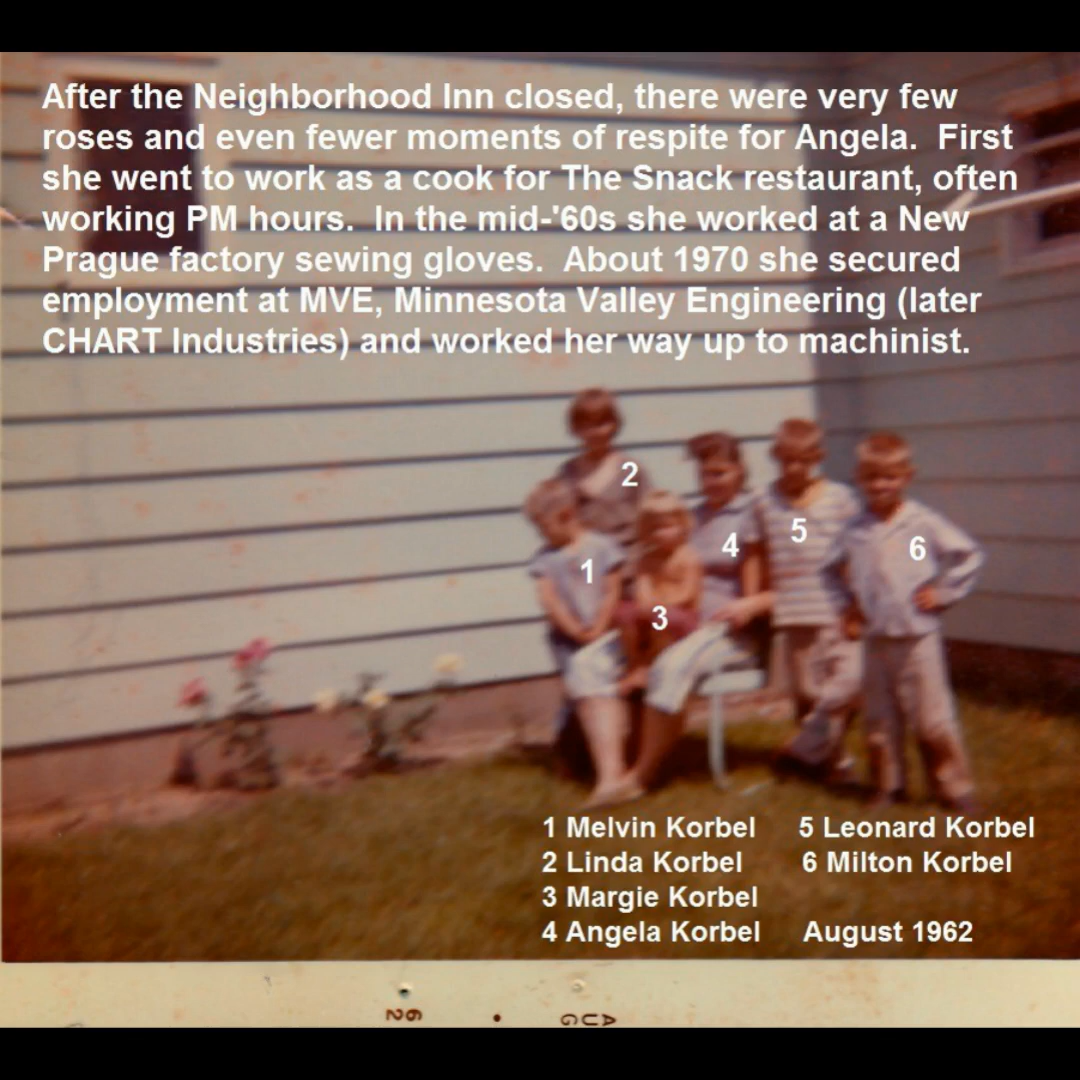 After the Neighborhood Inn closed, there were very few
roses and even fewer moments of respite for Angela.  First
she went to work as a cook for The Snack restaurant, often
working PM hours.  In the mid-'60s she worked at a New
Prague factory sewing gloves.  About 1970 she secured
employment at MVE, Minnesota Valley Engineering (later
CHART Industries) and worked her way up to machinist.
2
5
4
6
1
3
1 Melvin Korbel 5 Leonard Korbel
2 Linda Korbel 6 Milton Korbel
3 Margie Korbel
4 Angela Korbel August 1962
AUG • 62